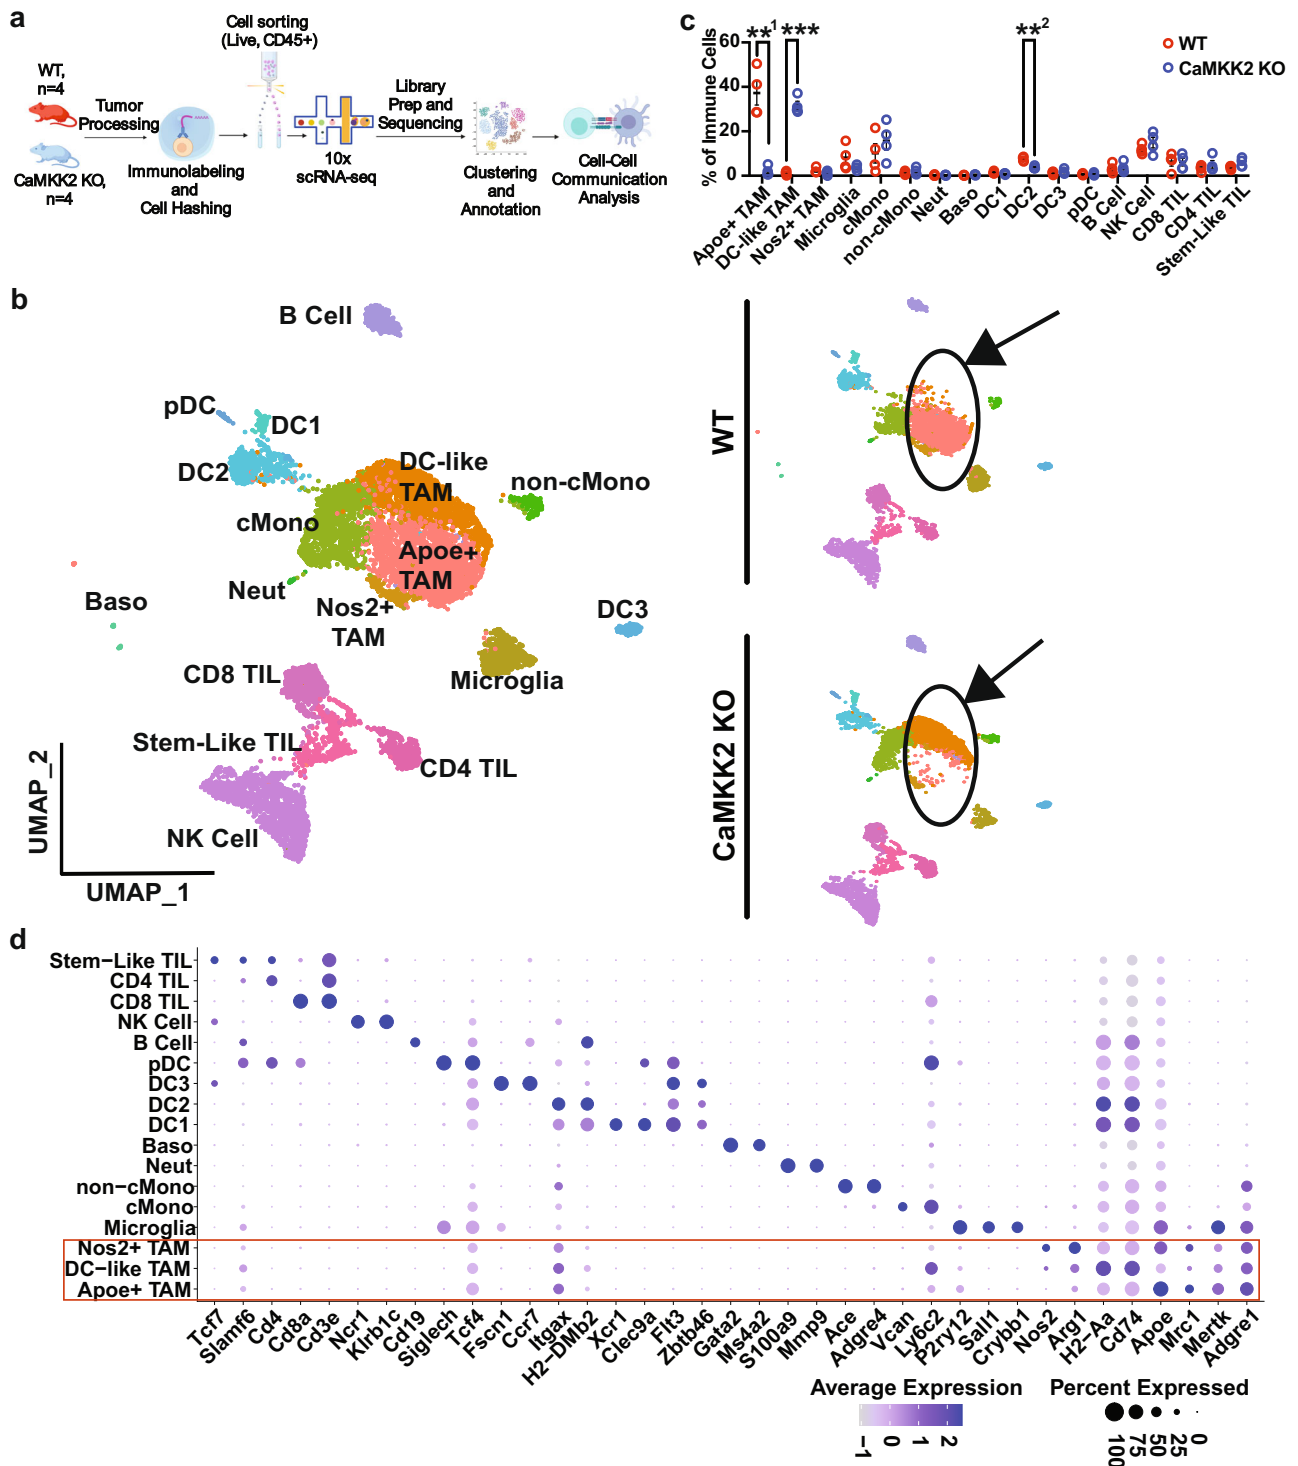 a
WT,
n=4
CaMKK2 KO,
n=4
Tumor
Processing
Immunolabeling
and
Cell Hashing
Cell sorting
(Live, CD45+)
10x
scRNA-seq
Library
Prep and
Sequencing
Clustering
and
Annotation
Cell-Cell
Communication
Analysis
c
% of Immune Cells
60
40
20
0
**1
***
**2
WT
CaMKK2 KO
Apoe+ TAM
DC-like TAM
Nos2+ TAM
Microglia
cMono
non-cMono
Neut
Baso
DC1
DC2
DC3
pDC
B Cell
NK Cell
CD8 TIL
CD4 TIL
Stem-Like TIL
b
B Cell
pDC
DC1
DC2
DC-like
TAM
non-cMono
cMono
Apoe+
TAM
Neut
Nos2+
TAM
Baso
DC3
Microglia
CD8 TIL
Stem-Like TIL
CD4 TIL
NK Cell
UMAP_2
UMAP_1
WT
CaMKK2 KO
d
Stem-Like TIL
CD4 TIL
CD8 TIL
NK Cell
B Cell
pDC
DC3
DC2
DC1
Baso
Neut
non-cMono
cMono
Microglia
Nos2+ TAM
DC-like TAM
Apoe+ TAM
Tcf7
Slamf6
Cd4
Cd8a
Cd3e
Ncr1
Klrb1c
Cd19
Siglech
Tcf4
Fscn1
Ccr7
Itgax
H2-DMb2
Xcr1
Clec9a
Flt3
Zbtb46
Gata2
Ms4a2
S100a9
Mmp9
Ace
Adgre4
Vcan
Ly6c2
P2ry12
Sall1
Crybb1
Nos2
Arg1
H2-Aa
Cd74
Apoe
Mrc1
Mertk
Adgre1
Average Expression
-1
0
1
2
Percent Expressed
100
75
50
25
0